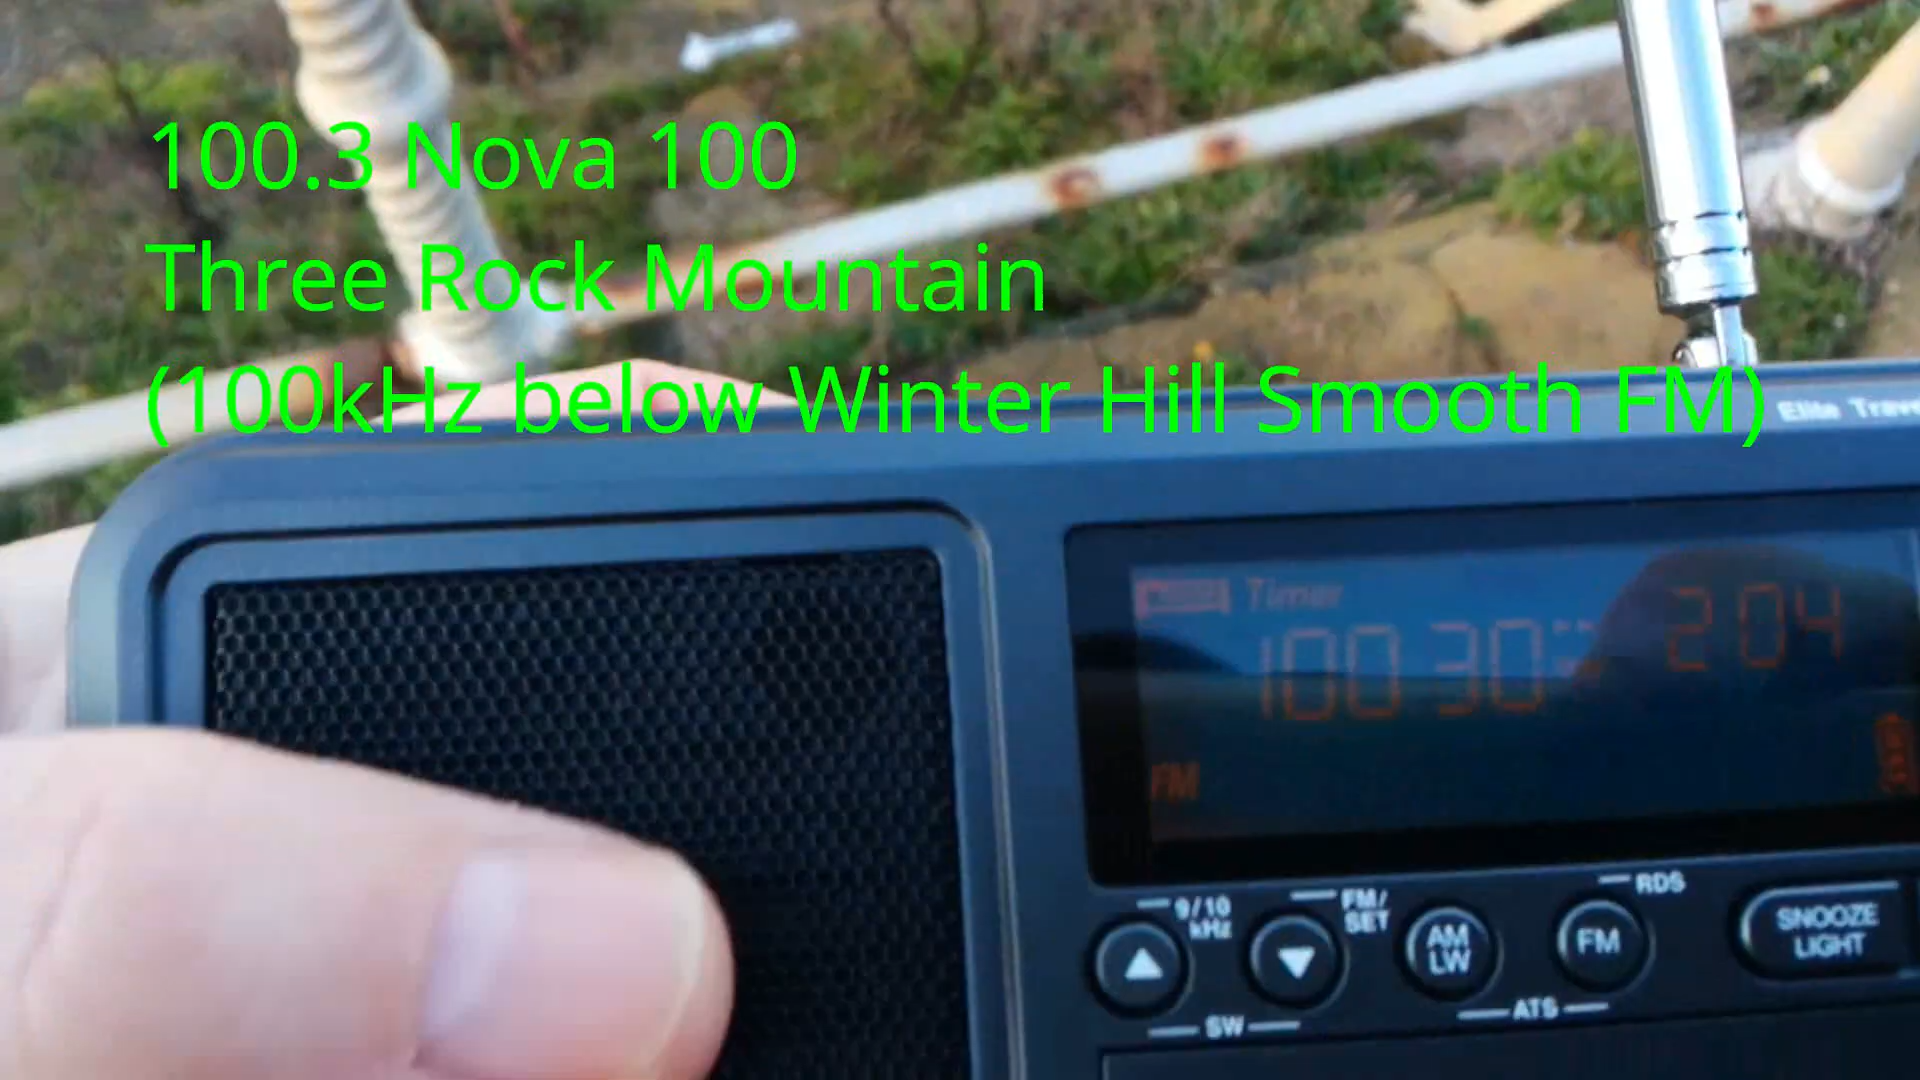 100.3 Nova 100
Three Rock Mountain
(100kHz below Winter Hill Smooth FM)
Elite Trave
Timer
100.30
2 04
FM
9/10
kHz
FM/
SET
AM
LW
FM
RDS
SNOOZE
LIGHT
SW
ATS